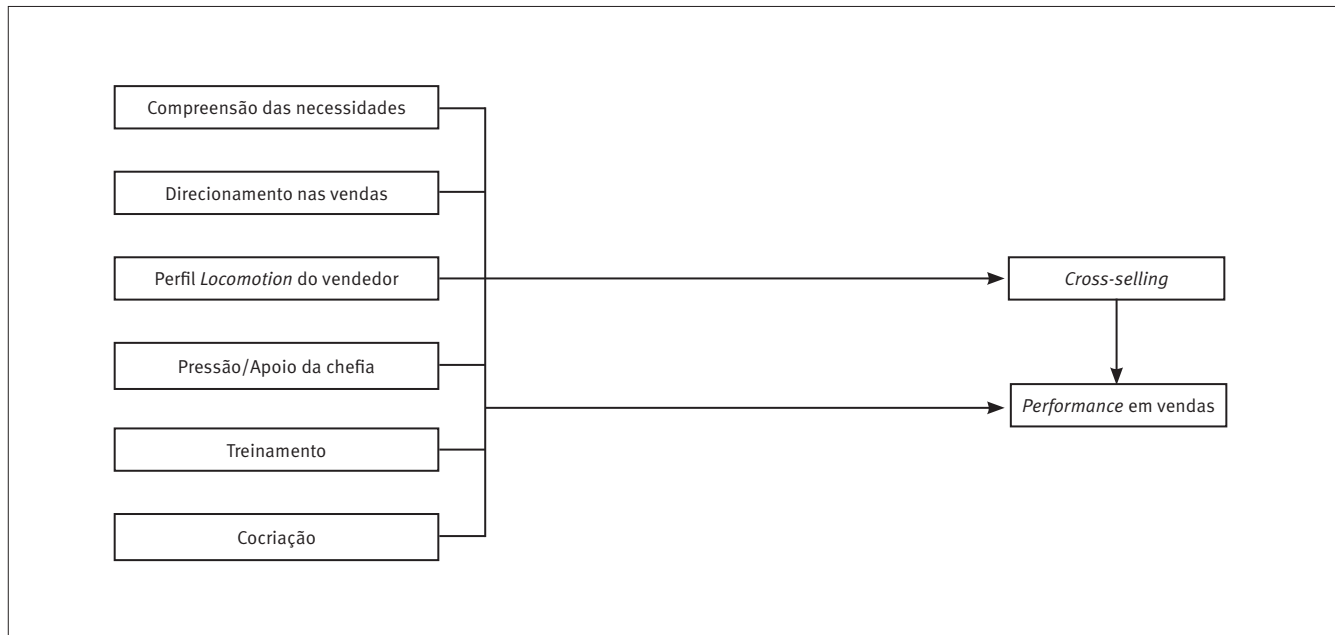 Compreensão das necessidades
Direcionamento nas vendas
Perfil Locomotion do vendedor
Cross-selling
Pressão/Apoio da chefia
Performance em vendas
Treinamento
Cocriação